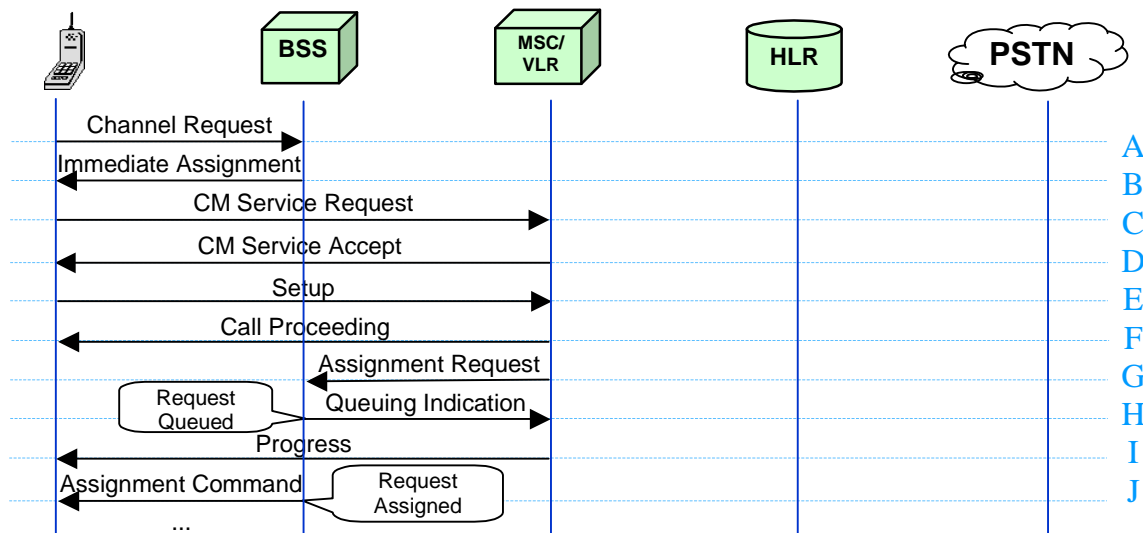 BSS
MSC/
VLR
HLR
PSTN
Channel Request
A
Immediate Assignment
B
CM Service Request
C
CM Service Accept
D
Setup
E
Call Proceeding
F
Assignment Request
G
Request
Queued
Queuing Indication
H
Progress
I
Assignment Command
Request
Assigned
J
...